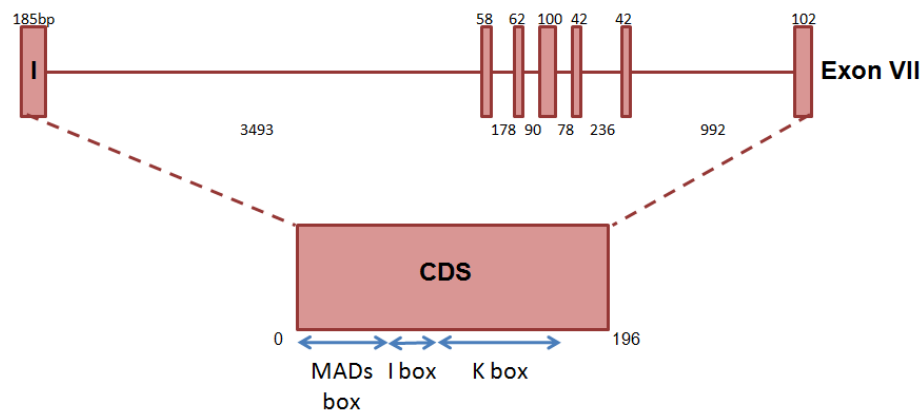 185bp 58 62 100 42 42 102
I Exon VII
3493 178 90 78 236 992
CDS
0 196
MADs I box K box
box